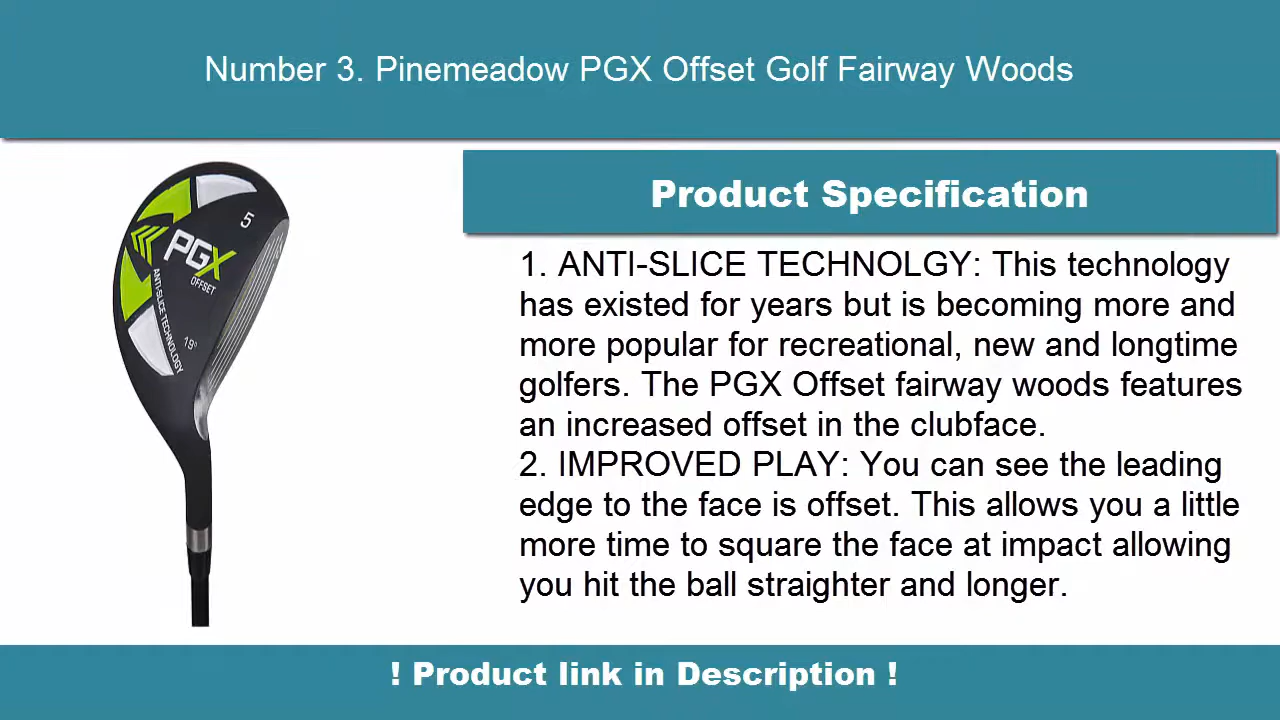 Number 3. Pinemeadow PGX Offset Golf Fairway Woods
5
PGX
OFFSET
ANTI-SLICE TECHNOLOGY
19°
Product Specification
1. ANTI-SLICE TECHNOLGY: This technology
has existed for years but is becoming more and
more popular for recreational, new and longtime
golfers. The PGX Offset fairway woods features
an increased offset in the clubface.
2. IMPROVED PLAY: You can see the leading
edge to the face is offset. This allows you a little
more time to square the face at impact allowing
you hit the ball straighter and longer.
! Product link in Description !